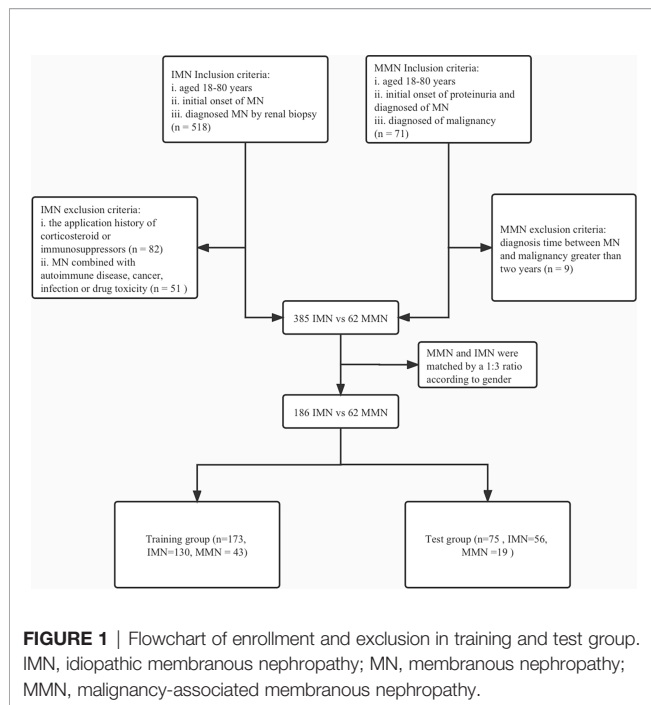 IMN Inclusion criteria:
i. aged 18-80 years
ii. initial onset of MN
iii. diagnosed MN by renal biopsy
(n = 518)
MMN Inclusion criteria:
i. aged 18-80 years
ii. initial onset of proteinuria and
diagnosed of MN
iii. diagnosed of malignancy
(n = 71)
IMN exclusion criteria:
i. the application history of
corticosteroid or
immunosuppressors (n = 82)
ii. MN combined with
autoimmune disease, cancer,
infection or drug toxicity (n = 51 )
MMN exclusion criteria:
diagnosis time between MN
and malignancy greater than
two years (n = 9)
385 IMN vs 62 MMN
MMN and IMN were
matched by a 1:3 ratio
according to gender
186 IMN vs 62 MMN
Training group (n=173,
IMN=130, MMN = 43)
Test group (n=75 , IMN=56,
MMN =19 )
FIGURE 1 | Flowchart of enrollment and exclusion in training and test group.
IMN, idiopathic membranous nephropathy; MN, membranous nephropathy;
MMN, malignancy-associated membranous nephropathy.